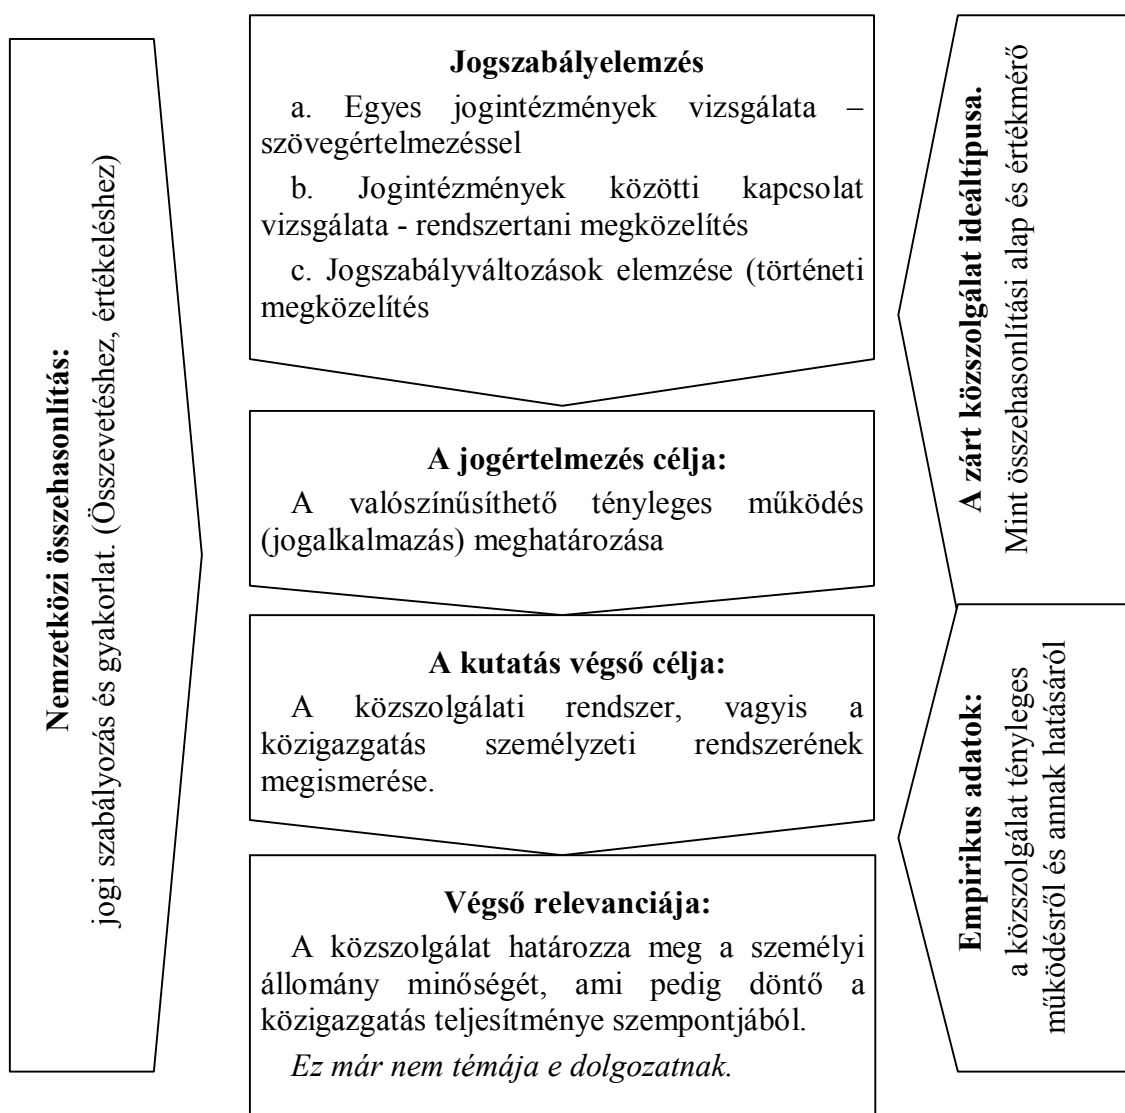 Nemzetközi összehasonlítás:
jogi szabályozás és gyakorlat. (Összevetéshez, értékeléshez)
Jogszabályelemzés
a. Egyes jogintézmények vizsgálata –
szövegértelmezéssel
b. Jogintézmények közötti kapcsolat
vizsgálata - rendszertani megközelítés
c. Jogszabályváltozások elemzése (történeti
megközelítés
A jogértelmezés célja:
A valószínűsíthető tényleges működés
(jogalkalmazás) meghatározása
A kutatás végső célja:
A közszolgálati rendszer, vagyis a
közigazgatás személyzeti rendszerének
megismerése.
Végső relevanciája:
A közszolgálat határozza meg a személyi
állomány minőségét, ami pedig döntő a
közigazgatás teljesítménye szempontjából.
Ez már nem témája e dolgozatnak.
A zárt közszolgálat ideáltípusa.
Mint összehasonlítási alap és értékmérő
Empirikus adatok:
a közszolgálat tényleges
működésről és annak hatásáról